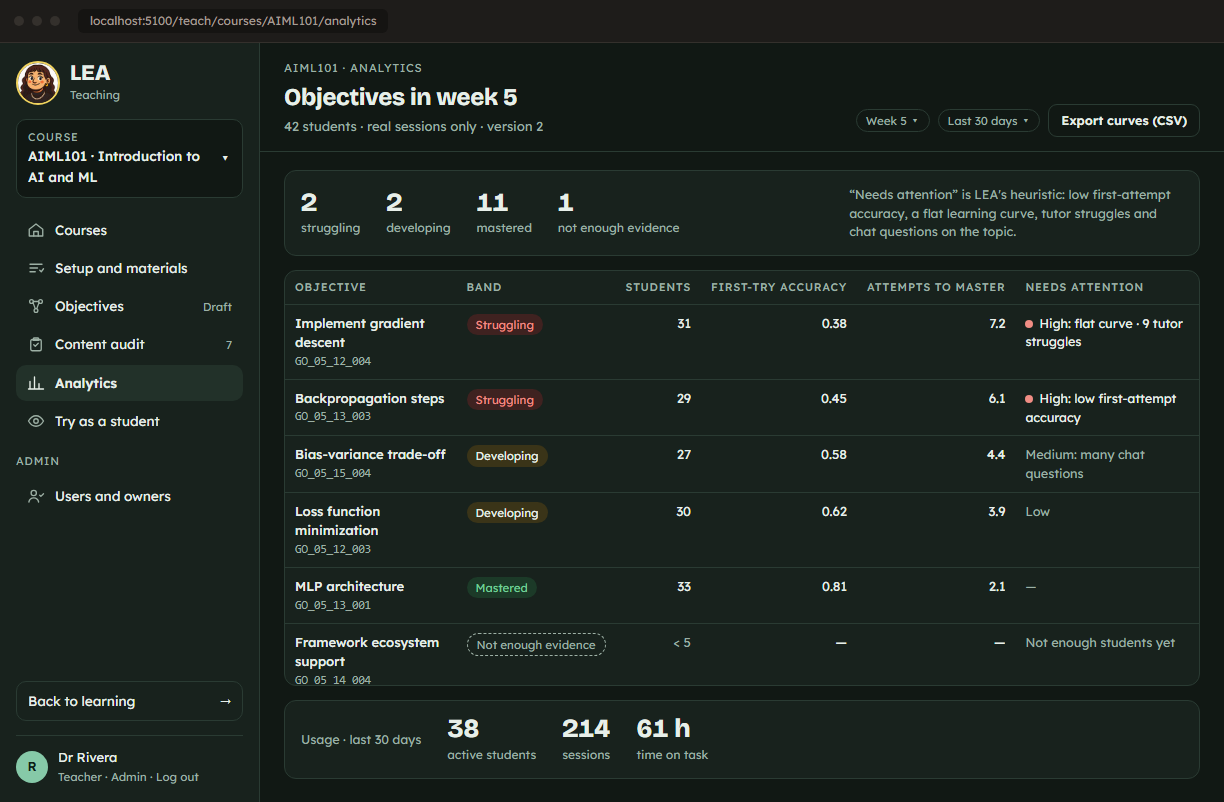 localhost:5100/teach/courses/AIML101/analytics
LEA
Teaching
COURSE
AIML101 · Introduction to
AI and ML
Courses
Setup and materials
Objectives Draft
Content audit 7
Analytics
Try as a student
ADMIN
Users and owners
Back to learning →
R
Dr Rivera
Teacher · Admin · Log out
AIML101 · ANALYTICS
Objectives in week 5
42 students · real sessions only · version 2
Week 5
Last 30 days
Export curves (CSV)
2 2 11 1
struggling developing mastered not enough evidence
“Needs attention” is LEA's heuristic: low first-attempt
accuracy, a flat learning curve, tutor struggles and
chat questions on the topic.
OBJECTIVE BAND STUDENTS FIRST-TRY ACCURACY ATTEMPTS TO MASTER NEEDS ATTENTION
Implement gradient Struggling 31 0.38 7.2 High: flat curve · 9 tutor
descent struggles
GO_05_12_004
Backpropagation steps Struggling 29 0.45 6.1 High: low first-attempt
GO_05_13_003 accuracy
Bias-variance trade-off Developing 27 0.58 4.4 Medium: many chat
GO_05_15_004 questions
Loss function Developing 30 0.62 3.9 Low
minimization
GO_05_12_003
MLP architecture Mastered 33 0.81 2.1 —
GO_05_13_001
Framework ecosystem Not enough evidence < 5 — — Not enough students yet
support
GO_05_14_004
Usage · last 30 days
38 214 61 h
active students sessions time on task